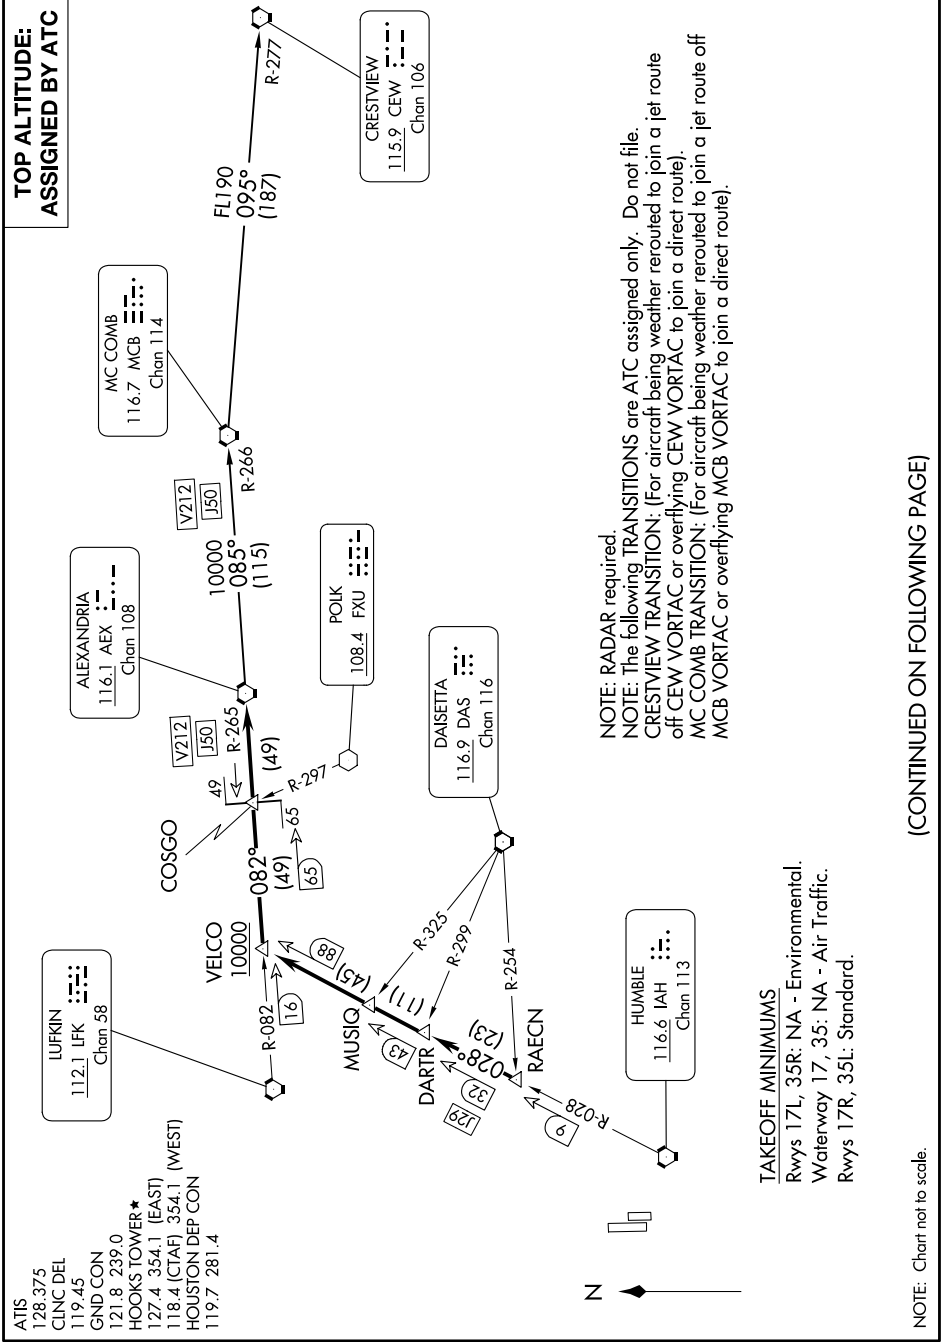 TOP ALTITUDE:
ASSIGNED BY ATC
ATIS
128.375
CLNC DEL
119.45
GND CON
121.8 239.0
HOOKS TOWER★
127.4 354.1 (EAST)
118.4 (CTAF) 354.1 (WEST)
HOUSTON DEP CON
119.7 281.4
LUFKIN
112.1 LFK
Chan 58
ALEXANDRIA
116.1 AEX
Chan 108
MC COMB
116.7 MCB
Chan 114
CRESTVIEW
115.9 CEW
Chan 106
POLK
108.4 FXU
DAISETTA
116.9 DAS
Chan 116
HUMBLE
116.6 IAH
Chan 113
R-277
FL190
095°
(187)
V212
J50
R-266
10000
085°
(115)
V212
J50
R-265
(49)
49
COSGO
R-297
65
65
082°
(49)
VELCO
10000
R-082
16
88
(45)
MUSIQ
R-325
(11)
43
DARTR
R-299
(23)
028°
32
J29
R-254
RAECN
9
R-028
N
NOTE: RADAR required.
NOTE: The following TRANSITIONS are ATC assigned only. Do not file.
CRESTVIEW TRANSITION: (For aircraft being weather rerouted to join a jet route
off CEW VORTAC or overflying CEW VORTAC to join a direct route).
MC COMB TRANSITION: (For aircraft being weather rerouted to join a jet route off
MCB VORTAC or overflying MCB VORTAC to join a direct route).
TAKEOFF MINIMUMS
Rwys 17L, 35R: NA - Environmental.
Waterway 17, 35: NA - Air Traffic.
Rwys 17R, 35L: Standard.
(CONTINUED ON FOLLOWING PAGE)
NOTE: Chart not to scale.